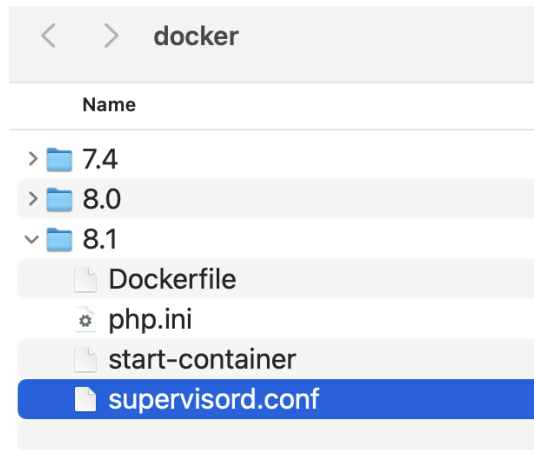 docker
Name
7.4
8.0
8.1
Dockerfile
php.ini
start-container
supervisord.conf